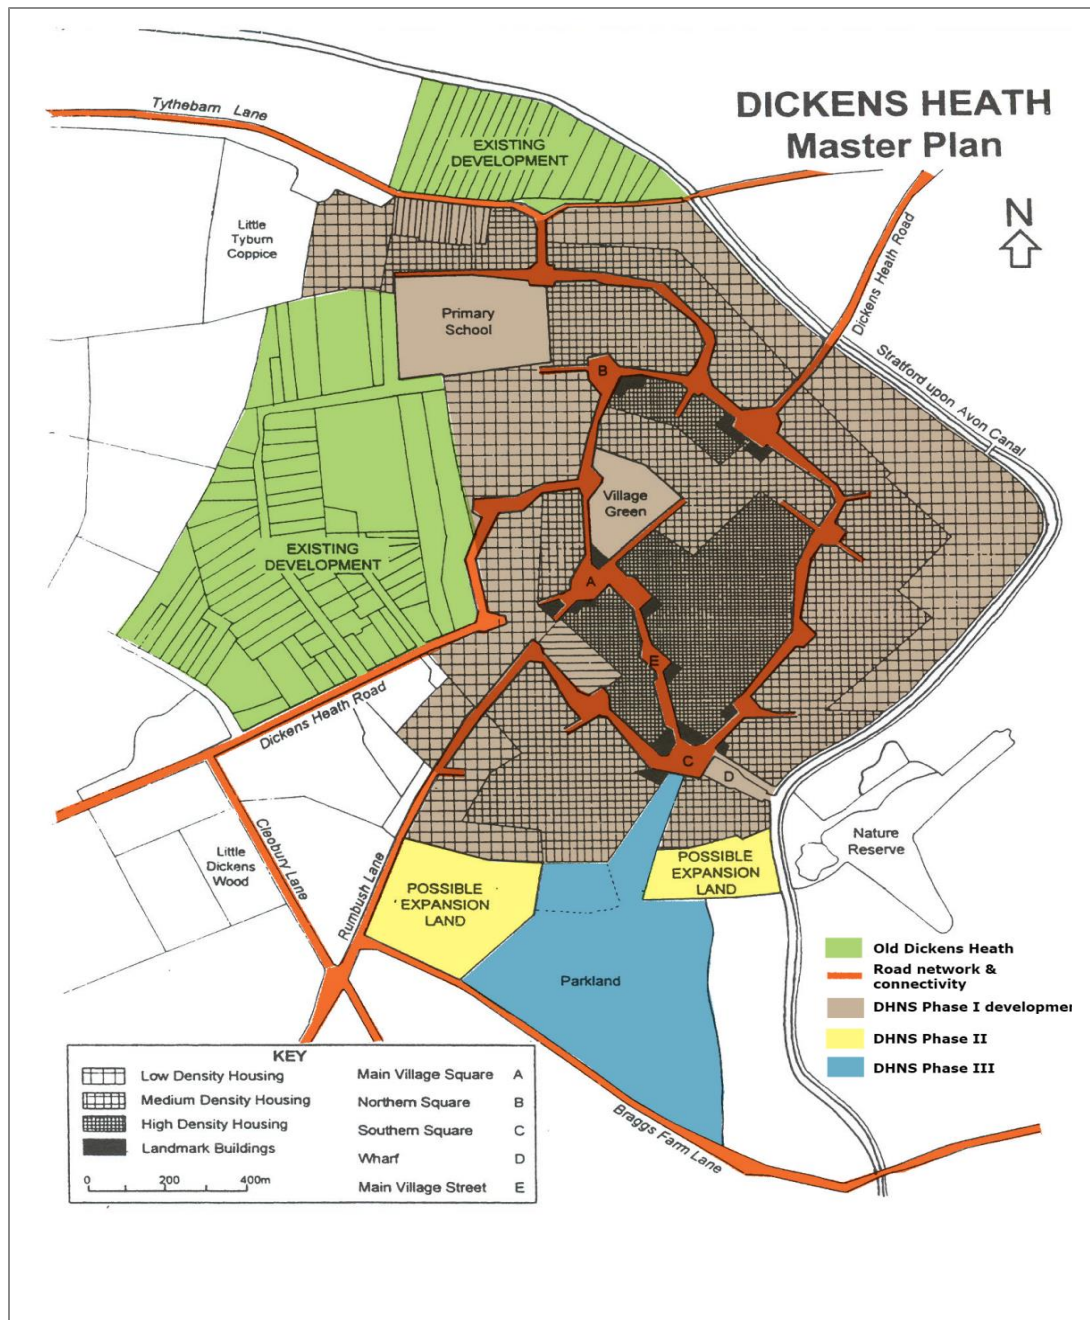 DICKENS HEATH
Master Plan
N
Tythebarn Lane
EXISTING
DEVELOPMENT
Little
Tyburn
Coppice
Dickens Heath Road
Primary
School
B
Stratford upon Avon Canal
Village
Green
EXISTING
DEVELOPMENT
A
E
Dickens Heath Road
C
D
Cleobury Lane
Little
Dickens
Wood
Rumbush Lane
Nature
Reserve
POSSIBLE
EXPANSION
LAND
POSSIBLE
EXPANSION
LAND
Parkland
Braggs Farm Lane
Old Dickens Heath
Road network &
connectivity
DHNS Phase I developmer
DHNS Phase II
DHNS Phase III
KEY
Low Density Housing
Medium Density Housing
High Density Housing
Landmark Buildings
0 200 400m
Main Village Square A
Northern Square B
Southern Square C
Wharf D
Main Village Street E